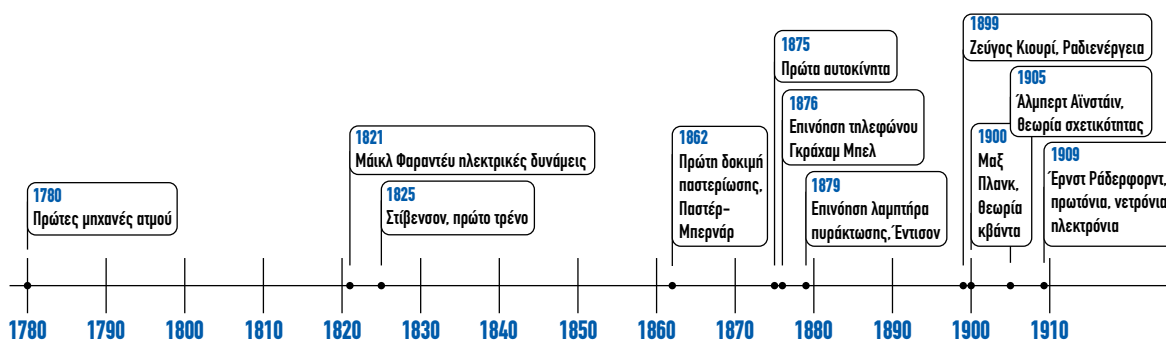 1780
Πρώτες μηχανές ατμού
1821
Μάικλ Φαραντέυ ηλεκτρικές δυνάμεις
1825
Στίβενσον, πρώτο τρένο
1862
Πρώτη δοκιμή
παστερίωσης,
Παστέρ-
Μπερνάρ
1875
Πρώτα αυτοκίνητα
1876
Επινόηση τηλεφώνου
Γκράχαμ Μπελ
1879
Επινόηση λαμπτήρα
πυράκτωσης, Έντισον
1899
Ζεύγος Κιουρί, Ραδιενέργεια
1900
Μαξ
Πλανκ,
θεωρία
κβάντα
1905
Άλμπερτ Αϊνστάιν,
θεωρία σχετικότητας
1909
Έρνστ Ράδερφορντ,
πρωτόνια, νετρόνια
ηλεκτρόνια
1780 1790 1800 1810 1820 1830 1840 1850 1860 1870 1880 1890 1900 1910